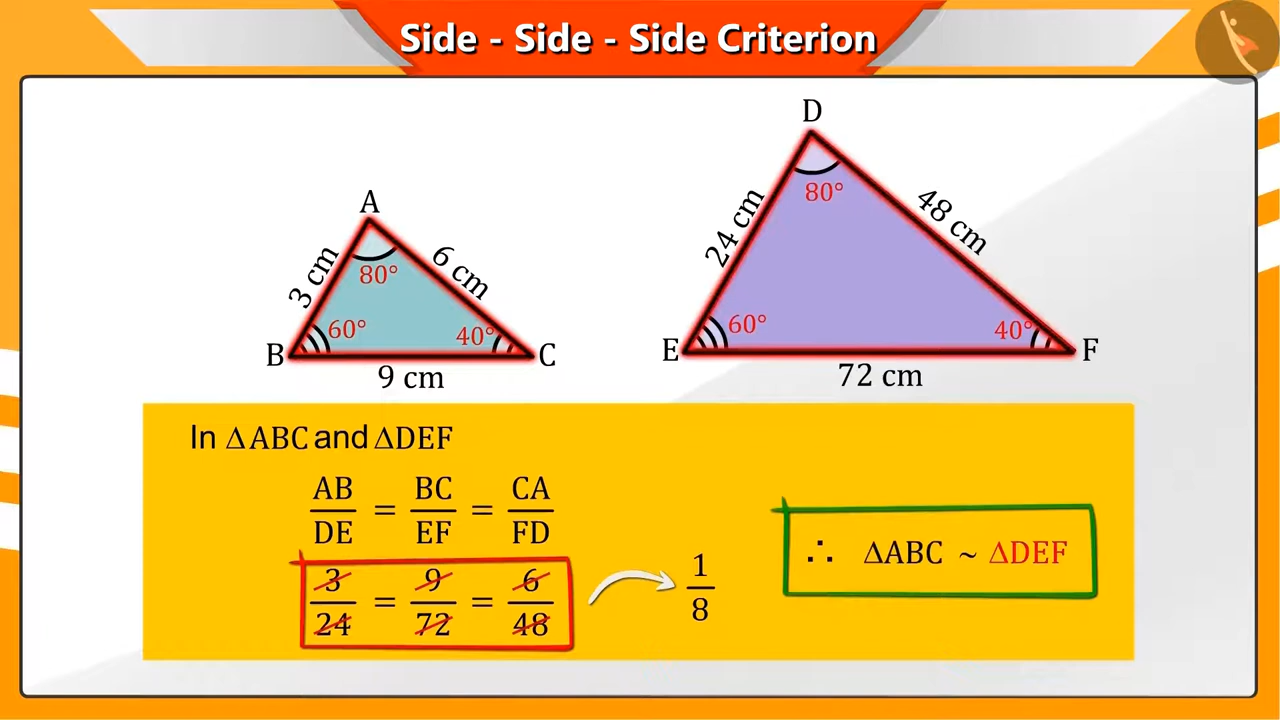 Side - Side - Side Criterion
A
3 cm
6 cm
80°
60°
40°
B
C
9 cm
D
24 cm
48 cm
80°
60°
40°
E
F
72 cm
In ΔABC and ΔDEF
AB/DE = BC/EF = CA/FD
3/24 = 9/72 = 6/48
1/8
∴ ΔABC ~ ΔDEF